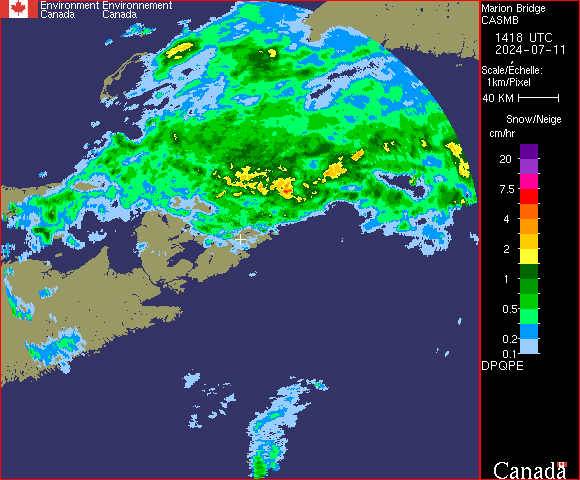 Environment Environnement
Canada Canada
Marion Bridge
CASMB
1418 UTC
2024-07-11
Scale/Echelle:
1km/Pixel
40 KM
Snow/Neige
cm/hr
20
7.5
4
2
1
0.5
0.2
0.1
DPQPE
Canada